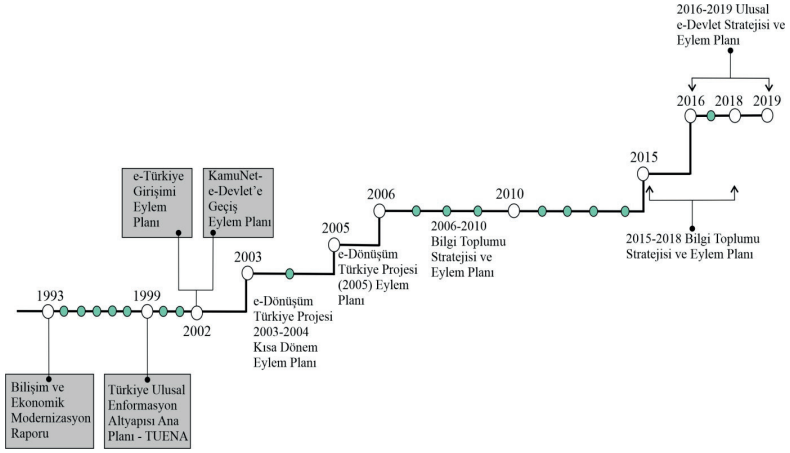 1993
Bilişim ve
Ekonomik
Modernizasyon
Raporu
1999
Türkiye Ulusal
Enformasyon
Altyapısı Ana
Planı - TUENA
e-Türkiye
Girişimi
Eylem
Planı
KamuNet-
e-Devlet’e
Geçiş
Eylem Planı
2002
2003
e-Dönüşüm
Türkiye Projesi
2003-2004
Kısa Dönem
Eylem Planı
2005
e-Dönüşüm
Türkiye Projesi
(2005) Eylem
Planı
2006
2006-2010
Bilgi Toplumu
Stratejisi ve
Eylem Planı
2010
2015
2015-2018 Bilgi Toplumu
Stratejisi ve Eylem Planı
2016-2019 Ulusal
e-Devlet Stratejisi ve
Eylem Planı
2016 2018 2019